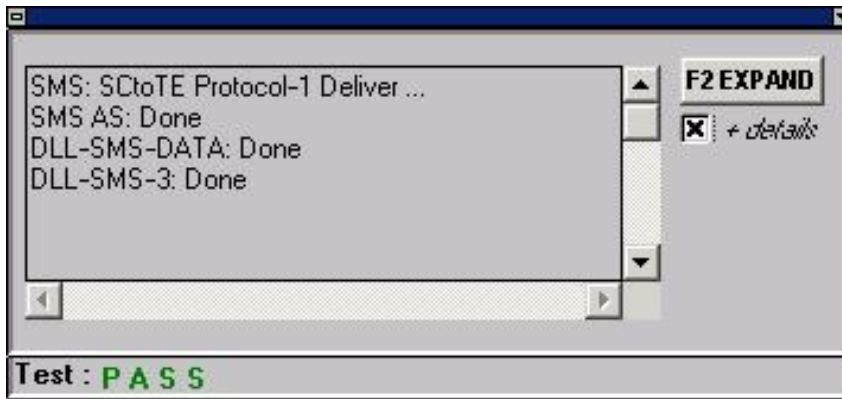 SMS: SCtoTE Protocol-1 Deliver ...
SMS AS: Done
DLL-SMS-DATA: Done
DLL-SMS-3: Done
F2 EXPAND
+ details
Test : P A S S